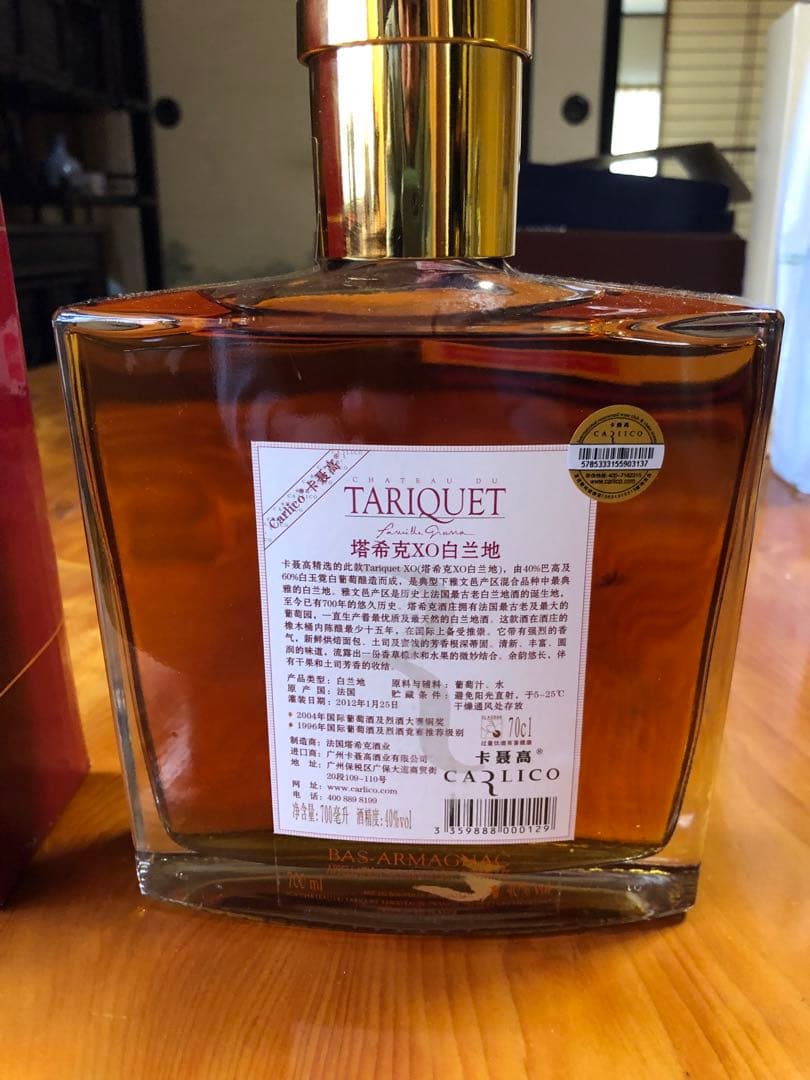 卡聂高
CARLICO
5785333155903137
www.carlico.com
Carlico·卡聂高®
CHATEAU DU
TARIQUET
Famille Grassa
塔希克XO白兰地
卡聂高精选的此款Tariquet XO(塔希克XO白兰地),由40%巴高及
60%白玉霓白葡萄酿造而成,是典型下雅文邑产区混合品种中最典
雅的白兰地。雅文邑产区是历史上法国最古老白兰地酒的诞生地,
至今已有700年的悠久历史。塔希克酒庄拥有法国最古老及最大的
葡萄园,一直生产着最优质及最天然的白兰地酒。这款酒在酒庄的
橡木桶内陈酿最少十五年,在国际上备受推崇。它带有强烈的香
气,新鲜烘焙面包、土司及蜜饯的芳香根深蒂固。清新、丰富、圆
润的味道,流露出一份香草橡木和水果的微妙结合。余韵悠长,伴
有干果和土司芳香的收结。
产品类型:白兰地 原料与辅料:葡萄汁、水
原产国:法国 贮藏条件:避免阳光直射,于5-25℃
灌装日期:2012年1月25日 干燥通风处存放
2004年国际葡萄酒及烈酒大赛铜奖
1996年国际葡萄酒及烈酒竞赛推荐级别
70cl
过量饮酒有害健康
制造商:法国塔希克酒业
进口商:广州卡聂高酒业有限公司
地址:广州保税区广保大道商贸街
20段109-110号
网址:www.carlico.com
电话:400 889 8199
净含量:700毫升 酒精度:40%vol
卡聂高®
CARLICO
3 359888 000129
BAS-ARMAGNAC
700 ml
40% vol